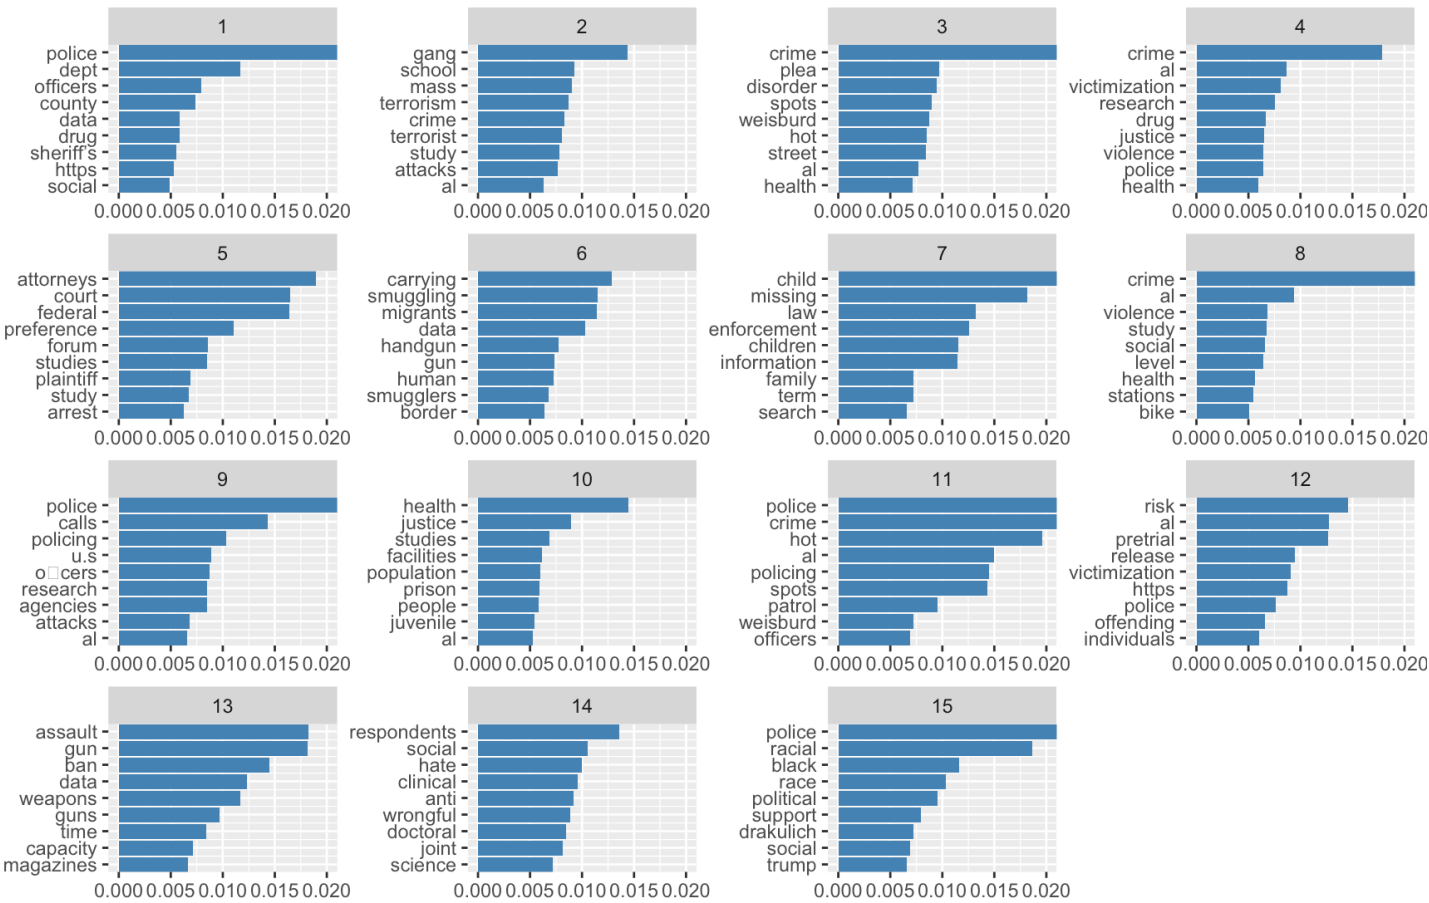 1
police
dept
officers
county
data
drug
sheriff's
https
social
0.000 0.005 0.010 0.015 0.020
2
gang
school
mass
terrorism
crime
terrorist
study
attacks
al
0.000 0.005 0.010 0.015 0.020
3
crime
plea
disorder
spots
weisburd
hot
street
al
health
0.000 0.005 0.010 0.015 0.020
4
crime
al
victimization
research
drug
justice
violence
police
health
0.000 0.005 0.010 0.015 0.020
5
attorneys
court
federal
preference
forum
studies
plaintiff
study
arrest
0.000 0.005 0.010 0.015 0.020
6
carrying
smuggling
migrants
data
handgun
gun
human
smugglers
border
0.000 0.005 0.010 0.015 0.020
7
child
missing
law
enforcement
children
information
family
term
search
0.000 0.005 0.010 0.015 0.020
8
crime
al
violence
study
social
level
health
stations
bike
0.000 0.005 0.010 0.015 0.020
9
police
calls
policing
u.s
o□cers
research
agencies
attacks
al
0.000 0.005 0.010 0.015 0.020
10
health
justice
studies
facilities
population
prison
people
juvenile
al
0.000 0.005 0.010 0.015 0.020
11
police
crime
hot
al
policing
spots
patrol
weisburd
officers
0.000 0.005 0.010 0.015 0.020
12
risk
al
pretrial
release
victimization
https
police
offending
individuals
0.000 0.005 0.010 0.015 0.020
13
assault
gun
ban
data
weapons
guns
time
capacity
magazines
0.000 0.005 0.010 0.015 0.020
14
respondents
social
hate
clinical
anti
wrongful
doctoral
joint
science
0.000 0.005 0.010 0.015 0.020
15
police
racial
black
race
political
support
drakulich
social
trump
0.000 0.005 0.010 0.015 0.020